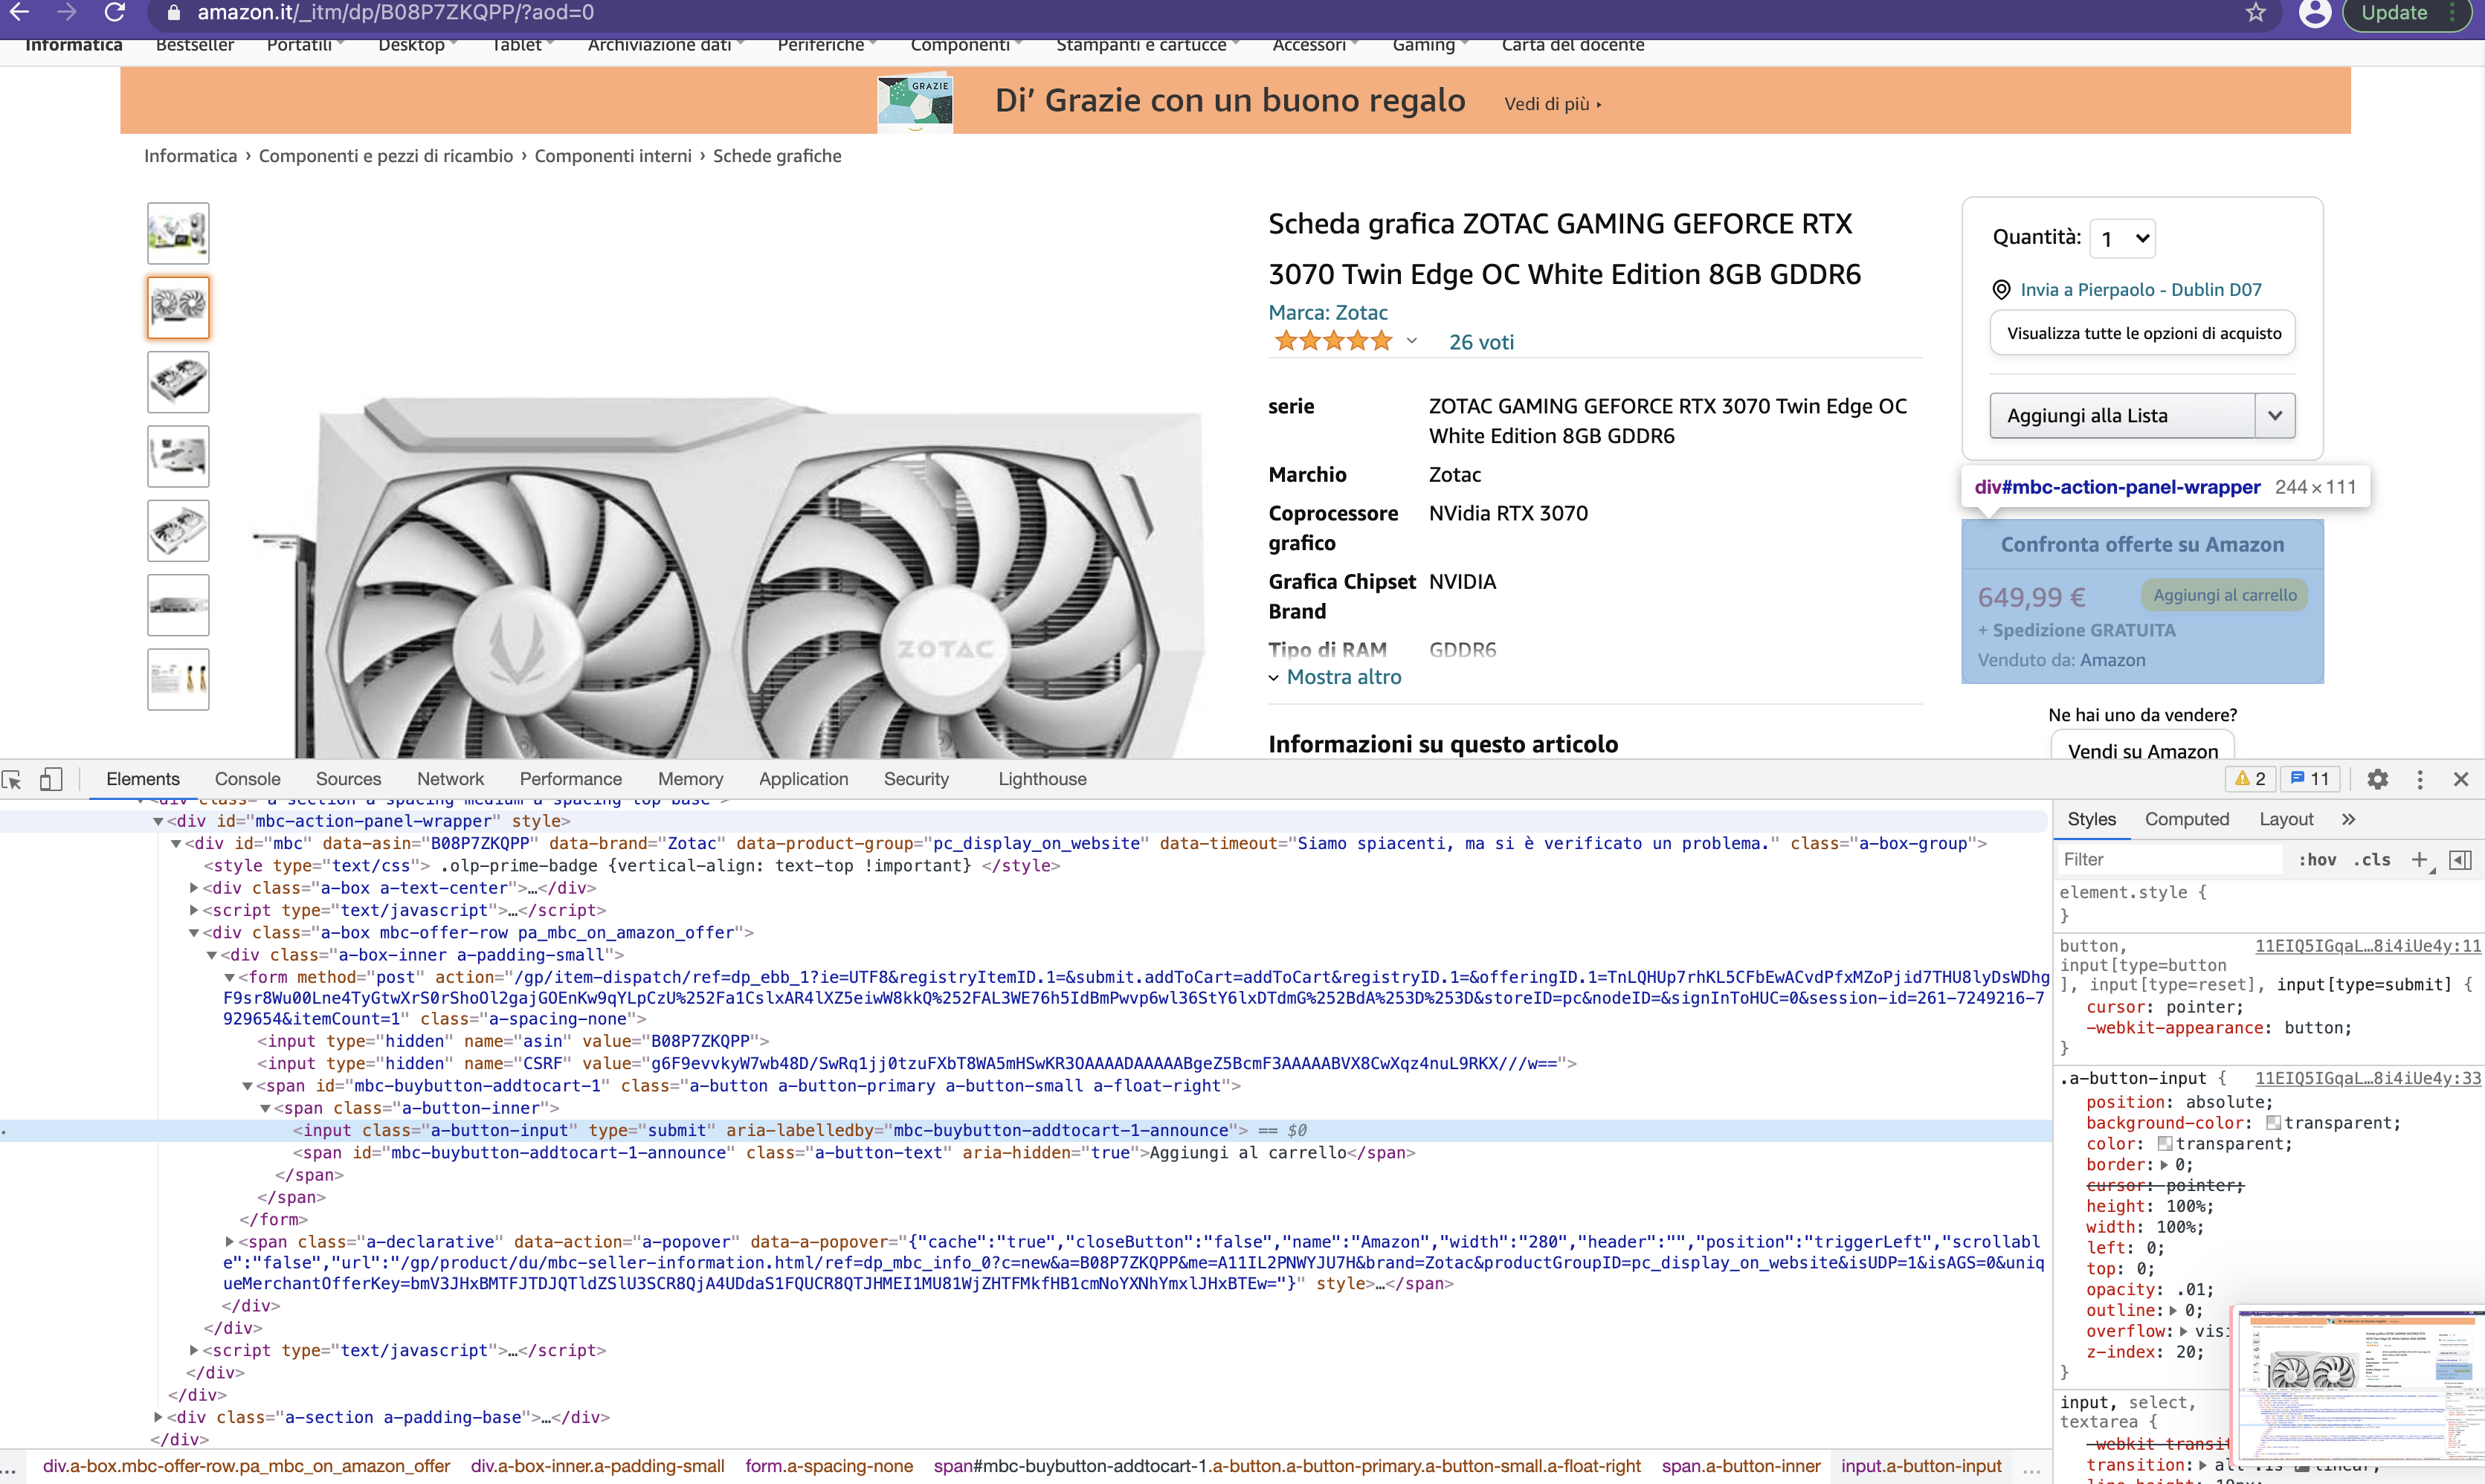 amazon.it/_itm/dp/B08P7ZKQPP/?aod=0
Update
Informatica Bestseller Portatili Desktop Tablet Archiviazione dati Periferiche Componenti Stampanti e cartucce Accessori Gaming Carta del docente
GRAZIE
Di’ Grazie con un buono regalo Vedi di più
Informatica › Componenti e pezzi di ricambio › Componenti interni › Schede grafiche
Scheda grafica ZOTAC GAMING GEFORCE RTX
3070 Twin Edge OC White Edition 8GB GDDR6
Marca: Zotac
26 voti
serie ZOTAC GAMING GEFORCE RTX 3070 Twin Edge OC
White Edition 8GB GDDR6
Marchio Zotac
Coprocessore NVidia RTX 3070
grafico
Grafica Chipset NVIDIA
Brand
Tipo di RAM GDDR6
Mostra altro
Informazioni su questo articolo
ZOTAC
Quantità: 1
Invia a Pierpaolo - Dublin D07
Visualizza tutte le opzioni di acquisto
Aggiungi alla Lista
div#mbc-action-panel-wrapper 244 × 111
Confronta offerte su Amazon
649,99 € Aggiungi al carrello
+ Spedizione GRATUITA
Venduto da: Amazon
Ne hai uno da vendere?
Vendi su Amazon
Elements Console Sources Network Performance Memory Application Security Lighthouse 2 11
<div class="a-section a-spacing-medium a-spacing-top-base">
<div id="mbc-action-panel-wrapper" style>
<div id="mbc" data-asin="B08P7ZKQPP" data-brand="Zotac" data-product-group="pc_display_on_website" data-timeout="Siamo spiacenti, ma si è verificato un problema." class="a-box-group">
<style type="text/css"> .olp-prime-badge {vertical-align: text-top !important} </style>
<div class="a-box a-text-center">…</div>
<script type="text/javascript">…</script>
<div class="a-box mbc-offer-row pa_mbc_on_amazon_offer">
<div class="a-box-inner a-padding-small">
<form method="post" action="/gp/item-dispatch/ref=dp_ebb_1?ie=UTF8&registryItemID.1=&submit.addToCart=addToCart&registryID.1=&offeringID.1=TnLQHUp7rhKL5CFbEwACvdPfxMZoPjid7THU8lyDsWDhg
F9sr8Wu00Lne4TyGtwXrS0rShoOl2gajGOEnKw9qYLpCzU%252Fa1CslxAR4lXZ5eiwW8kkQ%252FAL3WE76h5IdBmPwvp6wl36StY6lxDTdmG%252BdA%253D%253D&storeID=pc&nodeID=&signInToHUC=0&session-id=261-7249216-7
929654&itemCount=1" class="a-spacing-none">
<input type="hidden" name="asin" value="B08P7ZKQPP">
<input type="hidden" name="CSRF" value="g6F9evvkyW7wb48D/SwRq1jj0tzuFXbT8WA5mHSwKR3OAAAADAAAAABgeZ5BcmF3AAAAABVX8CwXqz4nuL9RKX///w==">
<span id="mbc-buybutton-addtocart-1" class="a-button a-button-primary a-button-small a-float-right">
<span class="a-button-inner">
<input class="a-button-input" type="submit" aria-labelledby="mbc-buybutton-addtocart-1-announce"> == $0
<span id="mbc-buybutton-addtocart-1-announce" class="a-button-text" aria-hidden="true">Aggiungi al carrello</span>
</span>
</span>
</form>
<span class="a-declarative" data-action="a-popover" data-a-popover="{"cache":"true","closeButton":"false","name":"Amazon","width":"280","header":"","position":"triggerLeft","scrollabl
e":"false","url":"/gp/product/du/mbc-seller-information.html/ref=dp_mbc_info_0?c=new&a=B08P7ZKQPP&me=A11IL2PNWYJU7H&brand=Zotac&productGroupID=pc_display_on_website&isUDP=1&isAGS=0&uniq
ueMerchantOfferKey=bmV3JHxBMTFJTDJQTldZSlU3SCR8QjA4UDdaS1FQUCR8QTJHMEI1MU81WjZHTFMkfHB1cmNoYXNhYmxlJHxBTEw="}" style>…</span>
</div>
</div>
<script type="text/javascript">…</script>
</div>
</div>
<div class="a-section a-padding-base">…</div>
</div>
… div.a-box.mbc-offer-row.pa_mbc_on_amazon_offer div.a-box-inner.a-padding-small form.a-spacing-none span#mbc-buybutton-addtocart-1.a-button.a-button-primary.a-button-small.a-float-right span.a-button-inner input.a-button-input …
Styles Computed Layout »
Filter :hov .cls +
element.style {
}
button, 11EIQ5IGqaL…8i4iUe4y:11
input[type=button
], input[type=reset], input[type=submit] {
cursor: pointer;
-webkit-appearance: button;
}
.a-button-input { 11EIQ5IGqaL…8i4iUe4y:33
position: absolute;
background-color: transparent;
color: transparent;
border: 0;
cursor: pointer;
height: 100%;
width: 100%;
left: 0;
top: 0;
opacity: .01;
outline: 0;
overflow: visi
z-index: 20;
}
input, select,
textarea {
-webkit-transit
transition: all .1s linear;
line-height: 19px;